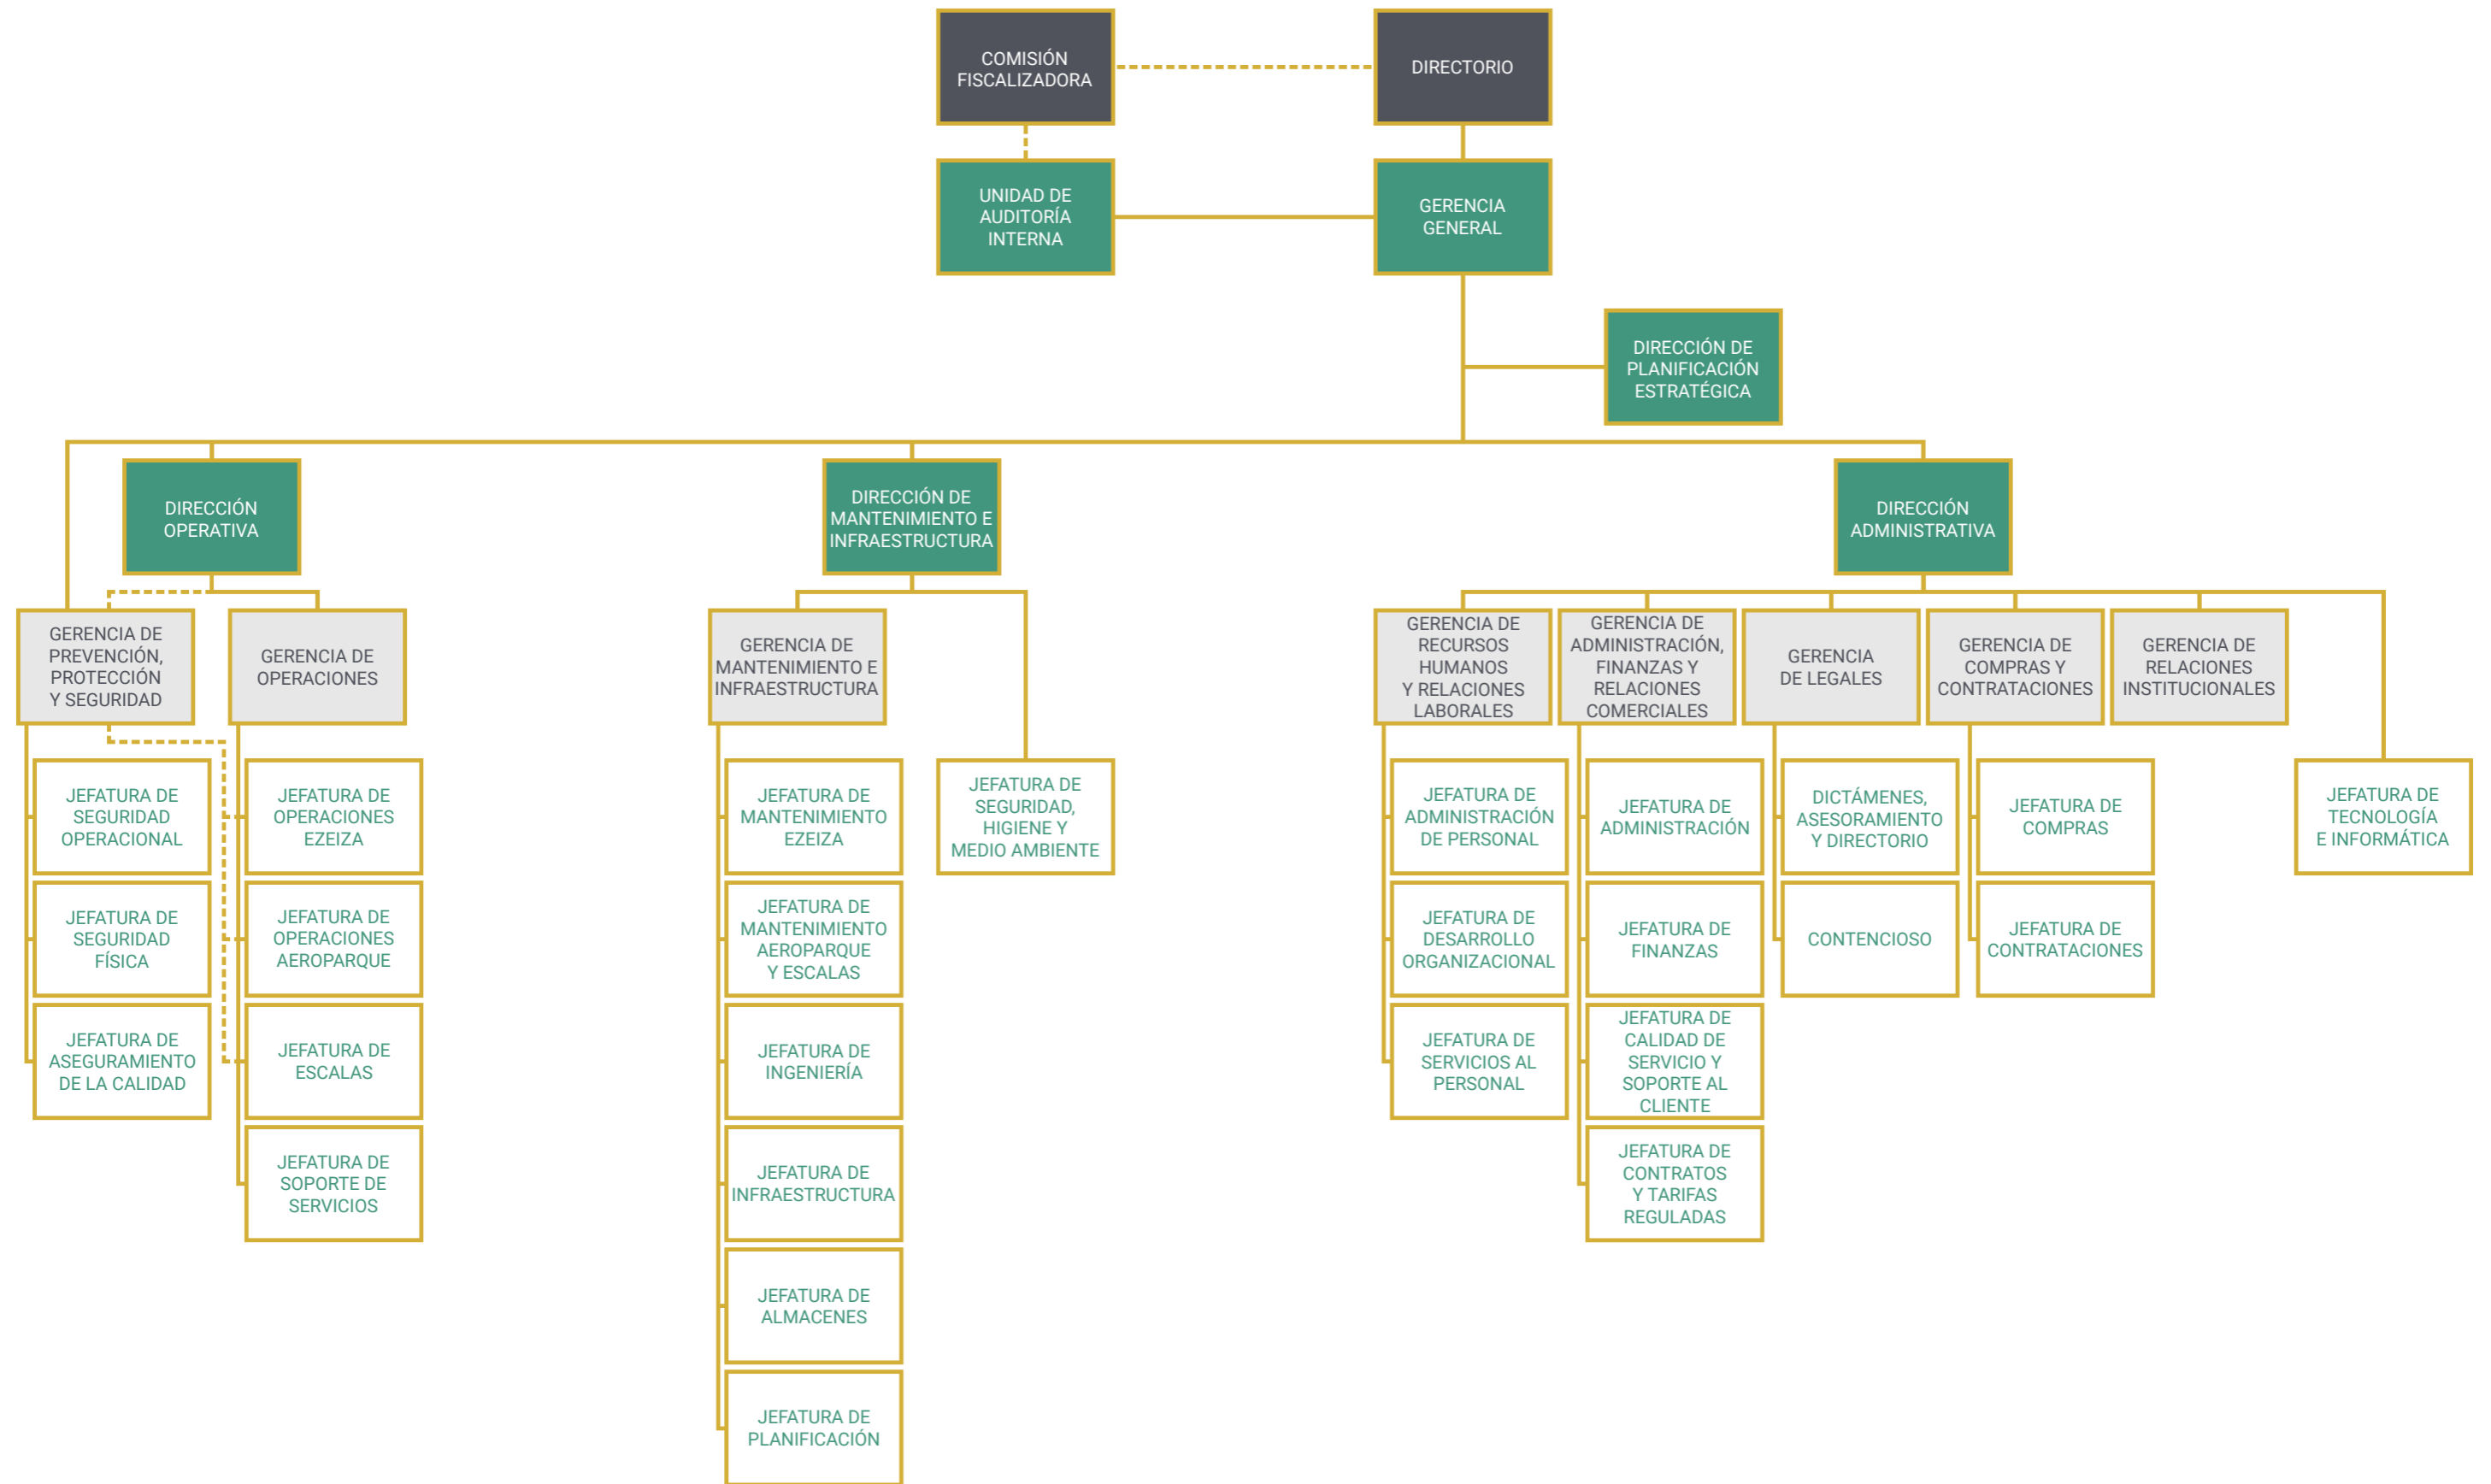 COMISIÓN
FISCALIZADORA
DIRECTORIO
UNIDAD DE
AUDITORÍA
INTERNA
GERENCIA
GENERAL
DIRECCIÓN DE
PLANIFICACIÓN
ESTRATÉGICA
DIRECCIÓN
OPERATIVA
DIRECCIÓN DE
MANTENIMIENTO E
INFRAESTRUCTURA
DIRECCIÓN
ADMINISTRATIVA
GERENCIA DE
PREVENCIÓN,
PROTECCIÓN
Y SEGURIDAD
GERENCIA DE
OPERACIONES
GERENCIA DE
MANTENIMIENTO E
INFRAESTRUCTURA
GERENCIA DE
RECURSOS
HUMANOS
Y RELACIONES
LABORALES
GERENCIA DE
ADMINISTRACIÓN,
FINANZAS Y
RELACIONES
COMERCIALES
GERENCIA
DE LEGALES
GERENCIA DE
COMPRAS Y
CONTRATACIONES
GERENCIA DE
RELACIONES
INSTITUCIONALES
JEFATURA DE
SEGURIDAD
OPERACIONAL
JEFATURA DE
OPERACIONES
EZEIZA
JEFATURA DE
MANTENIMIENTO
EZEIZA
JEFATURA DE
SEGURIDAD,
HIGIENE Y
MEDIO AMBIENTE
JEFATURA DE
ADMINISTRACIÓN
DE PERSONAL
JEFATURA DE
ADMINISTRACIÓN
DICTÁMENES,
ASESORAMIENTO
Y DIRECTORIO
JEFATURA DE
COMPRAS
JEFATURA DE
TECNOLOGÍA
E INFORMÁTICA
JEFATURA DE
SEGURIDAD
FÍSICA
JEFATURA DE
OPERACIONES
AEROPARQUE
JEFATURA DE
MANTENIMIENTO
AEROPARQUE
Y ESCALAS
JEFATURA DE
DESARROLLO
ORGANIZACIONAL
JEFATURA DE
FINANZAS
CONTENCIOSO
JEFATURA DE
CONTRATACIONES
JEFATURA DE
ASEGURAMIENTO
DE LA CALIDAD
JEFATURA DE
ESCALAS
JEFATURA DE
INGENIERÍA
JEFATURA DE
SERVICIOS AL
PERSONAL
JEFATURA DE
CALIDAD DE
SERVICIO Y
SOPORTE AL
CLIENTE
JEFATURA DE
SOPORTE DE
SERVICIOS
JEFATURA DE
INFRAESTRUCTURA
JEFATURA DE
CONTRATOS
Y TARIFAS
REGULADAS
JEFATURA DE
ALMACENES
JEFATURA DE
PLANIFICACIÓN